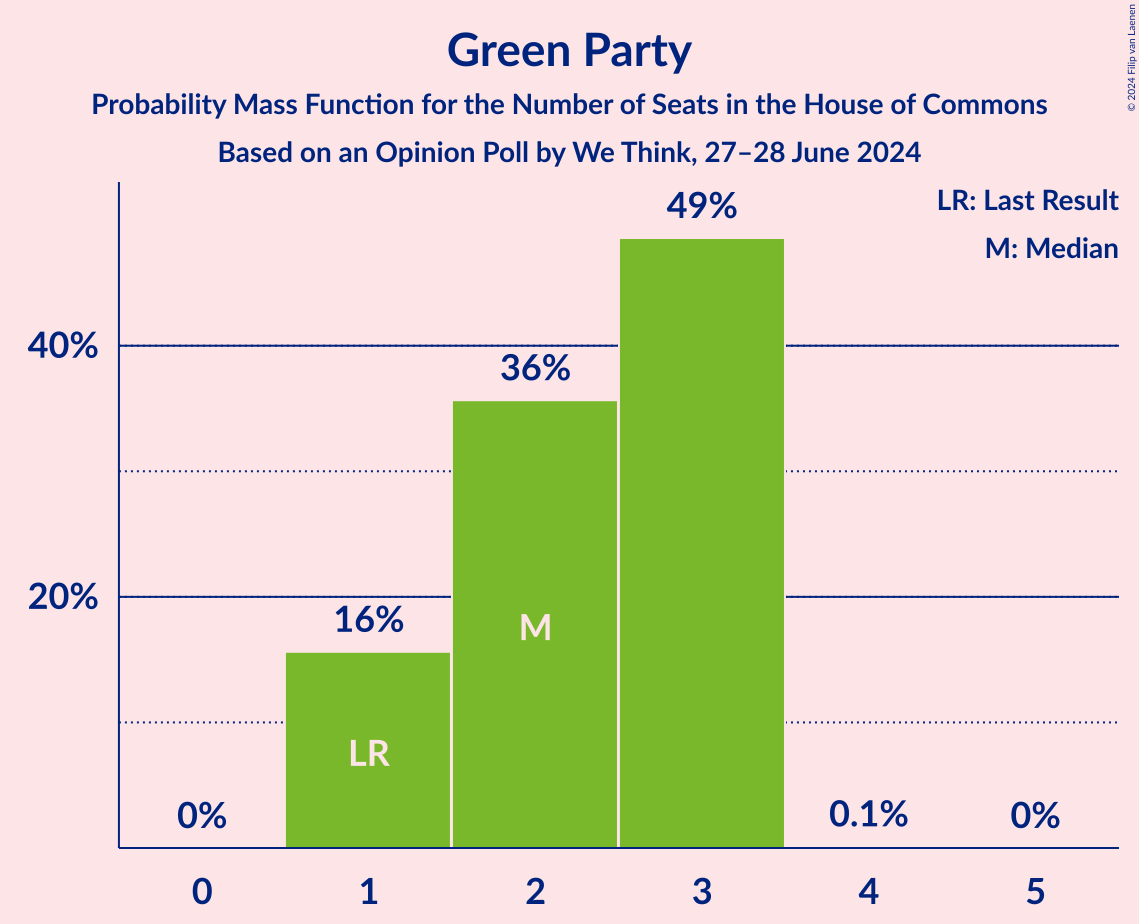 Green Party
Probability Mass Function for the Number of Seats in the House of Commons
Based on an Opinion Poll by We Think, 27–28 June 2024
© 2024 Filip van Laenen
LR: Last Result
M: Median
49%
40%
36%
20%
16%
M
LR
0%
0.1%
0%
0 1 2 3 4 5